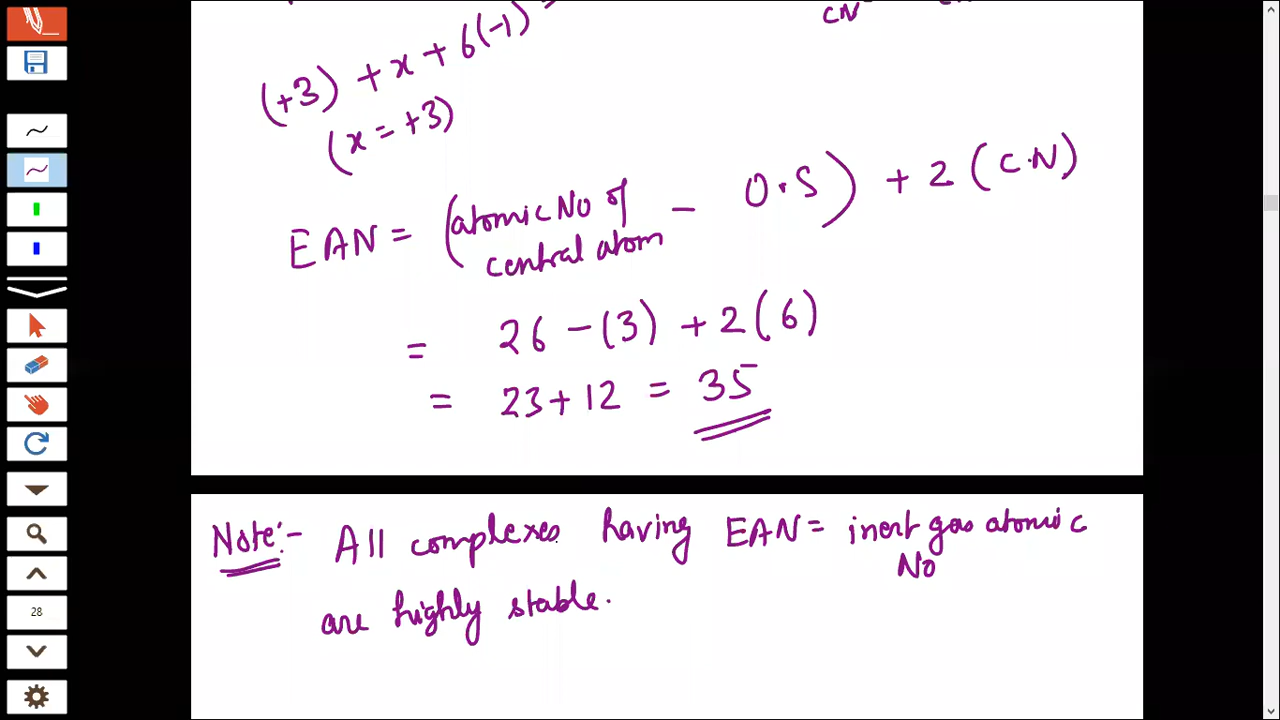 (+3) + x + 6(-1) =
CN
(x = +3)
EAN = (atomic No of central atom - O.S) + 2 (C.N)
= 26 - (3) + 2(6)
= 23 + 12 = 35
Note:- All complexes having EAN = inert gas atomic No
are highly stable.
28